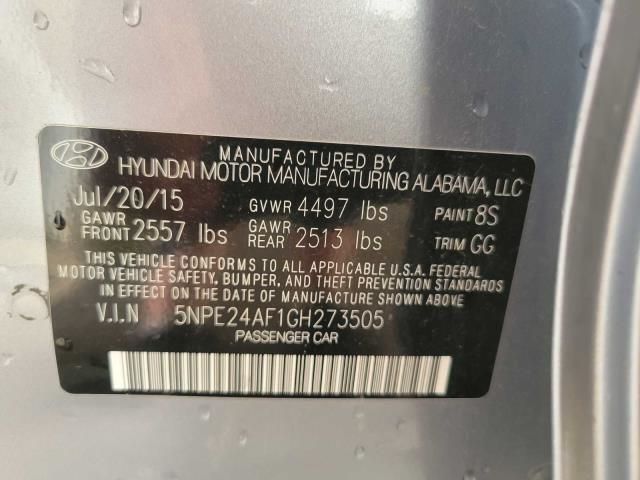 MANUFACTURED BY
HYUNDAI MOTOR MANUFACTURING ALABAMA, LLC
Jul/20/15 GVWR 4497 lbs PAINT 8S
GAWR FRONT 2557 lbs GAWR REAR 2513 lbs TRIM GG
THIS VEHICLE CONFORMS TO ALL APPLICABLE U.S.A. FEDERAL
MOTOR VEHICLE SAFETY, BUMPER, AND THEFT PREVENTION
STANDARDS IN EFFECT ON THE DATE OF MANUFACTURE SHOWN ABOVE.
V.I.N 5NPE24AF1GH273505
PASSENGER CAR